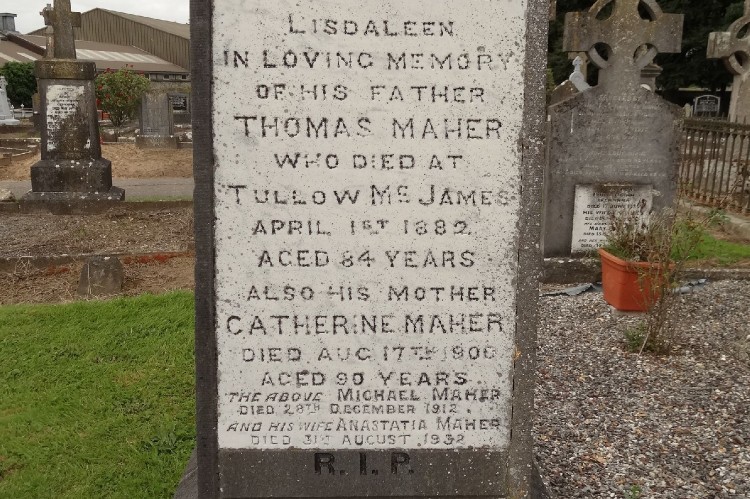 LISDALEEN
IN LOVING MEMORY
OF HIS FATHER
THOMAS MAHER
WHO DIED AT
TULLOW MC JAMES
APRIL 1ST 1882.
AGED 84 YEARS
ALSO HIS MOTHER
CATHERINE MAHER
DIED AUG 17TH 1900
AGED 90 YEARS
THE ABOVE MICHAEL MAHER
DIED 28TH DECEMBER 1912.
AND HIS WIFE ANASTATIA MAHER
DIED 31ST AUGUST 1932
R.I.P.